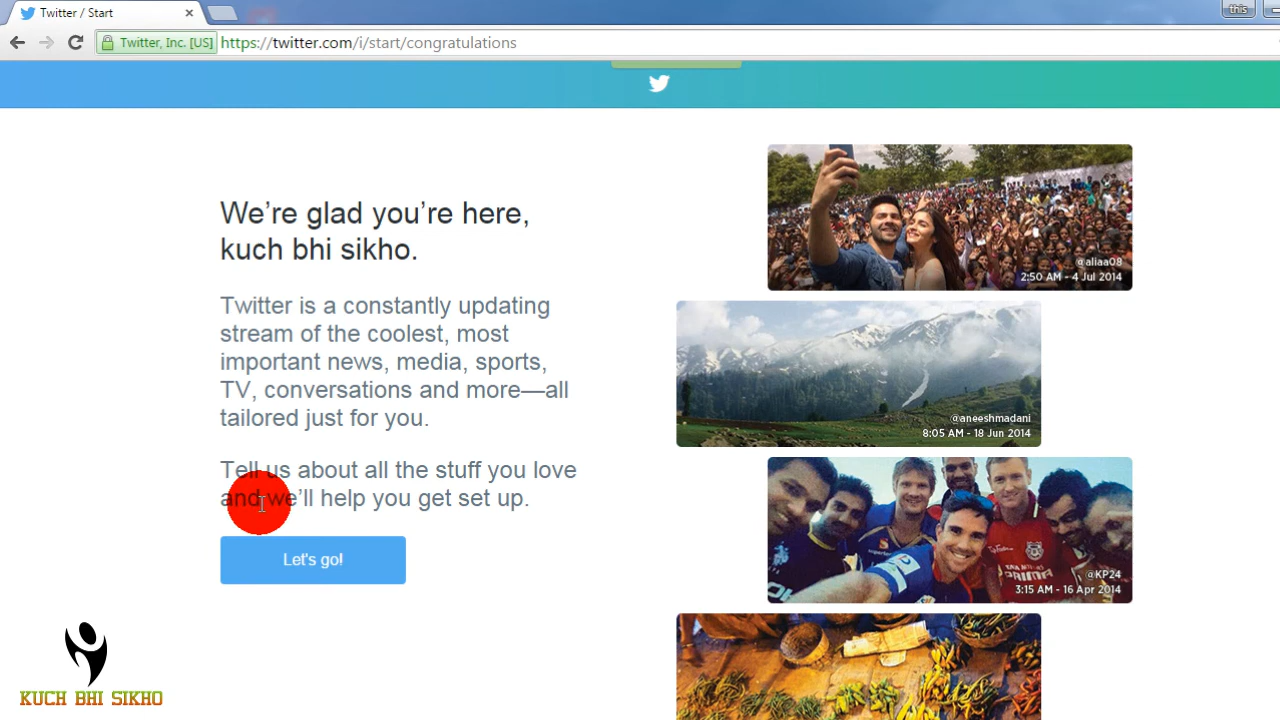 Twitter / Start
this
Twitter, Inc. [US]
https://twitter.com/i/start/congratulations
We’re glad you’re here,
kuch bhi sikho.
Twitter is a constantly updating
stream of the coolest, most
important news, media, sports,
TV, conversations and more—all
tailored just for you.
Tell us about all the stuff you love
and we’ll help you get set up.
Let's go!
@aliaa08
2:50 AM - 4 Jul 2014
@aneeshmadani
8:05 AM - 18 Jun 2014
PRIMA
@KP24
3:15 AM - 16 Apr 2014
KUCH BHI SIKHO